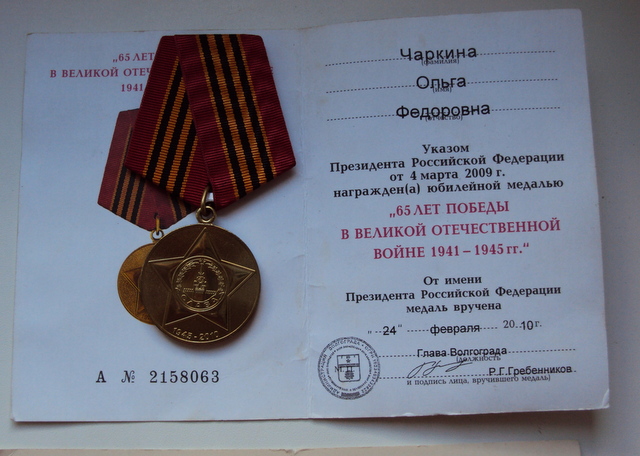 „65 ЛЕТ
В ВЕЛИКОЙ ОТЕЧЕ
1941
1945-2010
А № 2158063
Чаркина
(фамилия)
Ольга
(имя)
Федоровна
(отчество)
Указом
Президента Российской Федерации
от 4 марта 2009 г.
награжден(а) юбилейной медалью
„65 ЛЕТ ПОБЕДЫ
В ВЕЛИКОЙ ОТЕЧЕСТВЕННОЙ
ВОЙНЕ 1941 – 1945 гг.“
От имени
Президента Российской Федерации
медаль вручена
„ 24 “ февраля 20 10 г.
Глава Волгограда
(должность
Р.Г.Гребенников
и подпись лица, вручившего медаль)